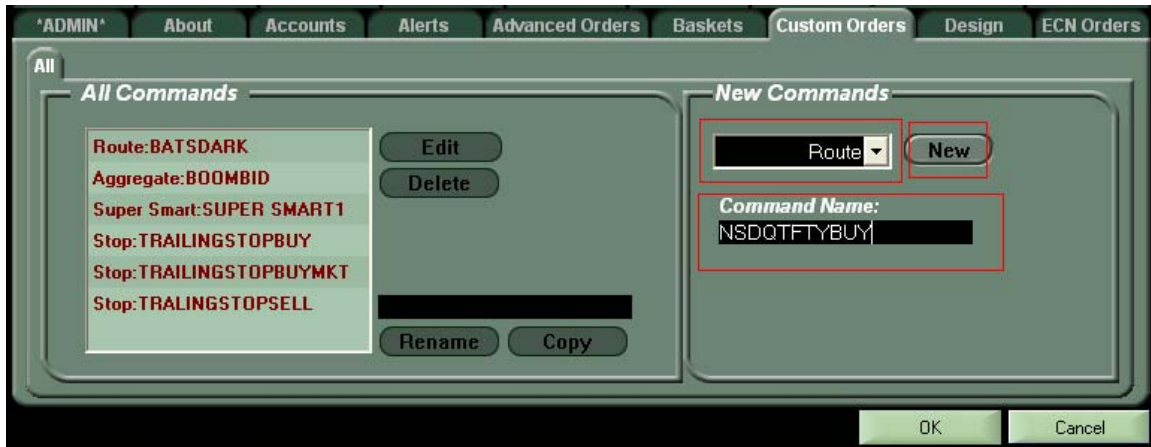 *ADMIN* About Accounts Alerts Advanced Orders Baskets Custom Orders Design ECN Orders
All
All Commands
Route:BATSDARK
Aggregate:BOOMBID
Super Smart:SUPER SMART1
Stop:TRAILINGSTOPBUY
Stop:TRAILINGSTOPBUYMKT
Stop:TRALINGSTOPSELL
Edit
Delete
Rename Copy
New Commands
Route New
Command Name:
NSDQTFTYBUY
OK Cancel